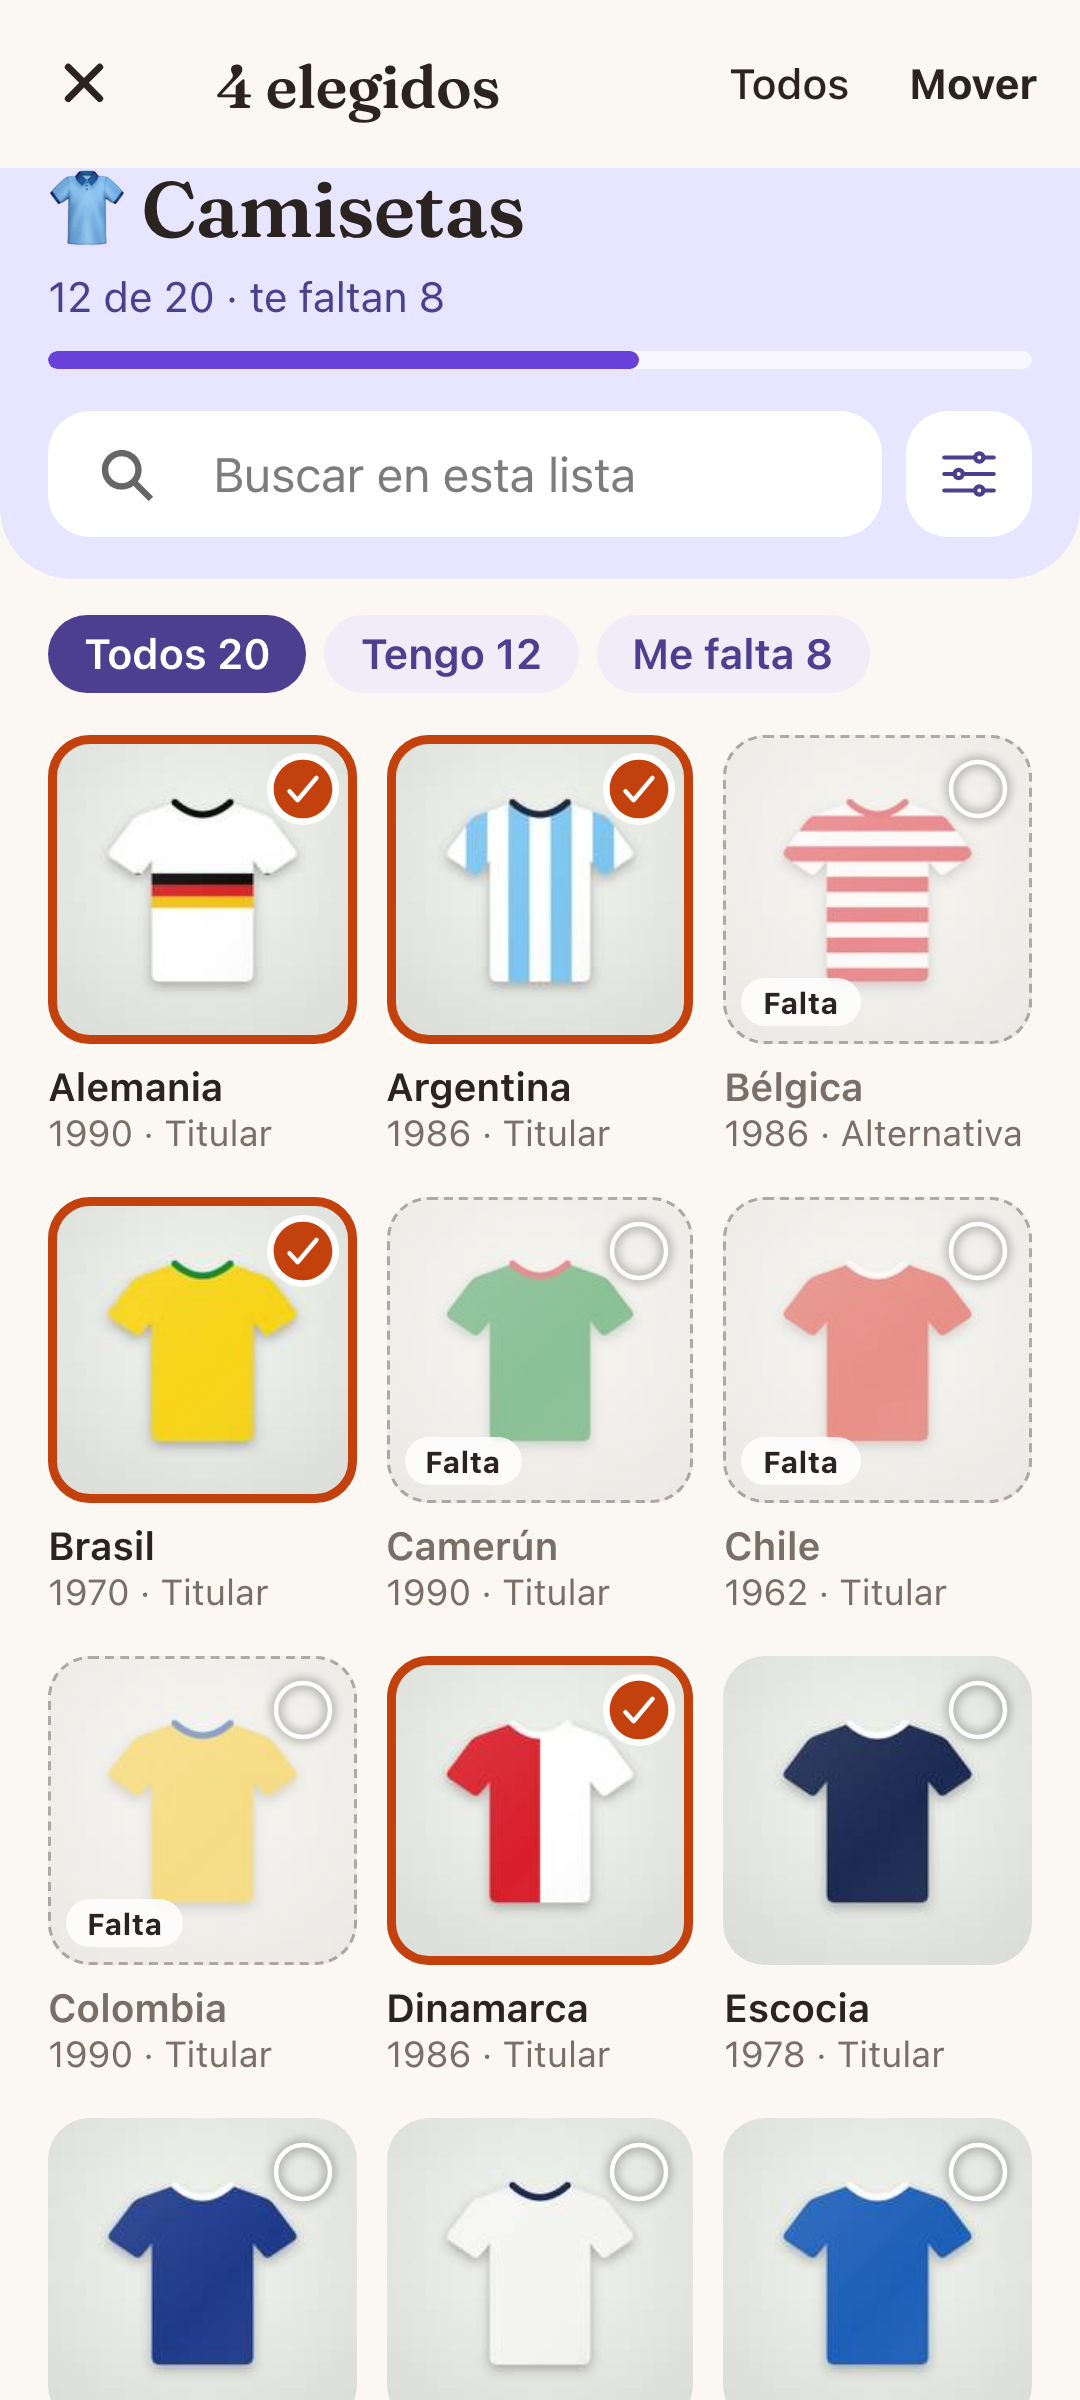 4 elegidos Todos Mover
Camisetas
12 de 20 · te faltan 8
Buscar en esta lista
Todos 20 Tengo 12 Me falta 8
Falta
Alemania Argentina Bélgica
1990 · Titular 1986 · Titular 1986 · Alternativa
Falta Falta
Brasil Camerún Chile
1970 · Titular 1990 · Titular 1962 · Titular
Falta
Colombia Dinamarca Escocia
1990 · Titular 1986 · Titular 1978 · Titular